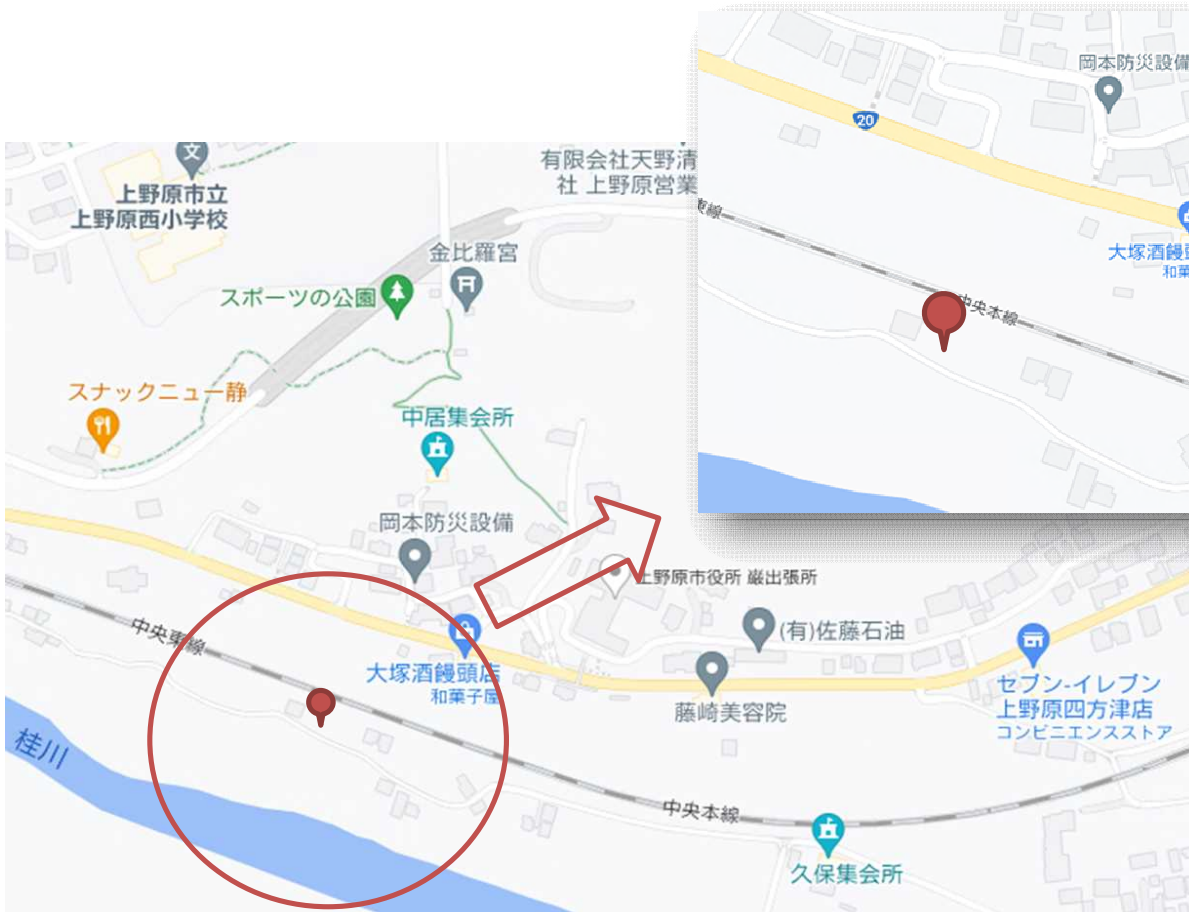 岡本防災設備
20
東線
大塚酒饅頭
和菓
中央本線
文
上野原市立
上野原西小学校
有限会社天野清
社 上野原営業
金比羅宮
スポーツの公園
スナックニュー静
中居集会所
岡本防災設備
上野原市役所 巌出張所
(有)佐藤石油
中央東線
大塚酒饅頭店
和菓子屋
藤崎美容院
セブン-イレブン
上野原四方津店
コンビニエンスストア
桂川
中央本線
久保集会所